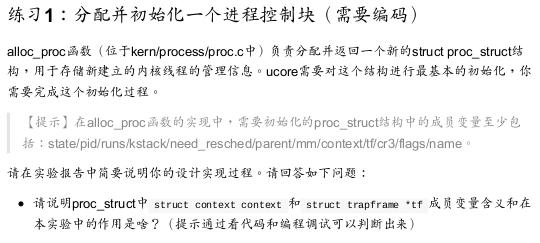 练习1：分配并初始化一个进程控制块（需要编码）
alloc_proc函数（位于kern/process/proc.c中）负责分配并返回一个新的struct proc_struct结
构，用于存储新建立的内核线程的管理信息。ucore需要对这个结构进行最基本的初始化，你
需要完成这个初始化过程。
【提示】在alloc_proc函数的实现中，需要初始化的proc_struct结构中的成员变量至少包
括：state/pid/runs/kstack/need_resched/parent/mm/context/tf/cr3/flags/name。
请在实验报告中简要说明你的设计实现过程。请回答如下问题：
• 请说明proc_struct中 struct context context 和 struct trapframe *tf 成员变量含义和在
本实验中的作用是啥？（提示通过看代码和编程调试可以判断出来）